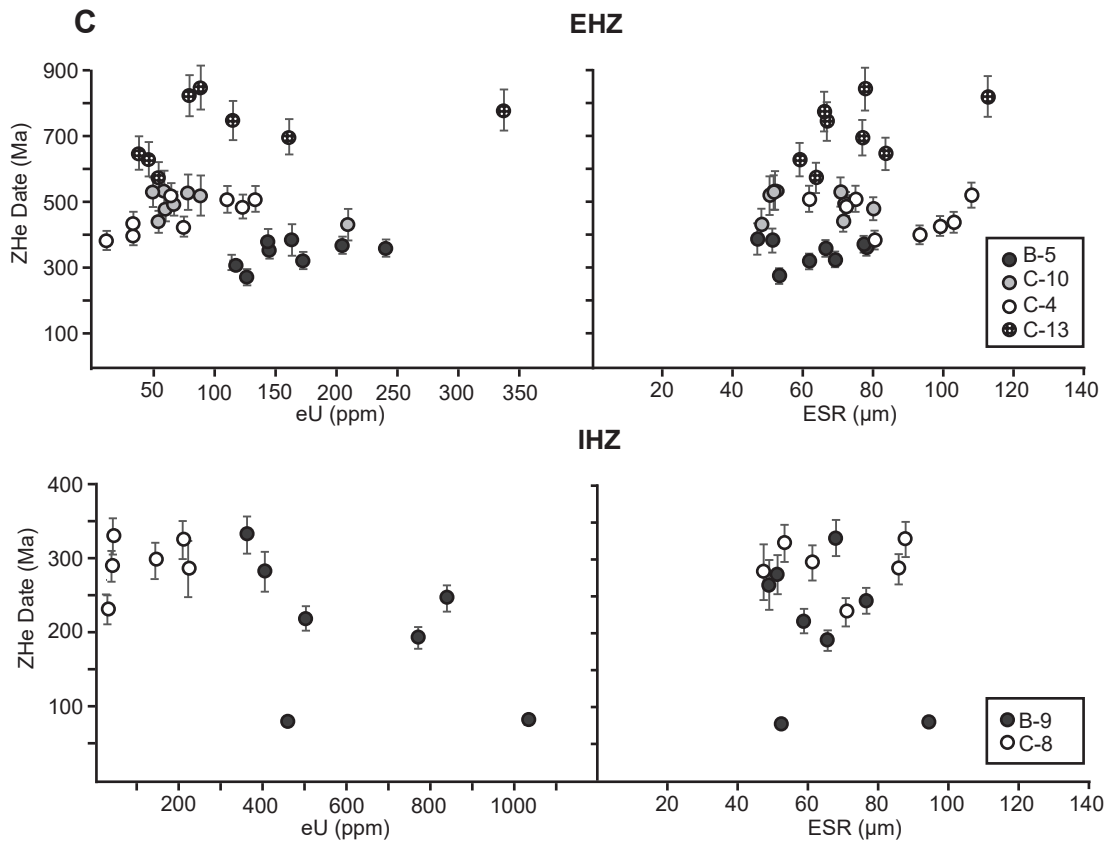 C
EHZ
900
700
500
300
100
ZHe Date (Ma)
50 100 150 200 250 300 350
eU (ppm)
20 40 60 80 100 120 140
ESR (µm)
B-5
C-10
C-4
C-13
IHZ
400
300
200
100
ZHe Date (Ma)
200 400 600 800 1000
eU (ppm)
20 40 60 80 100 120 140
ESR (µm)
B-9
C-8